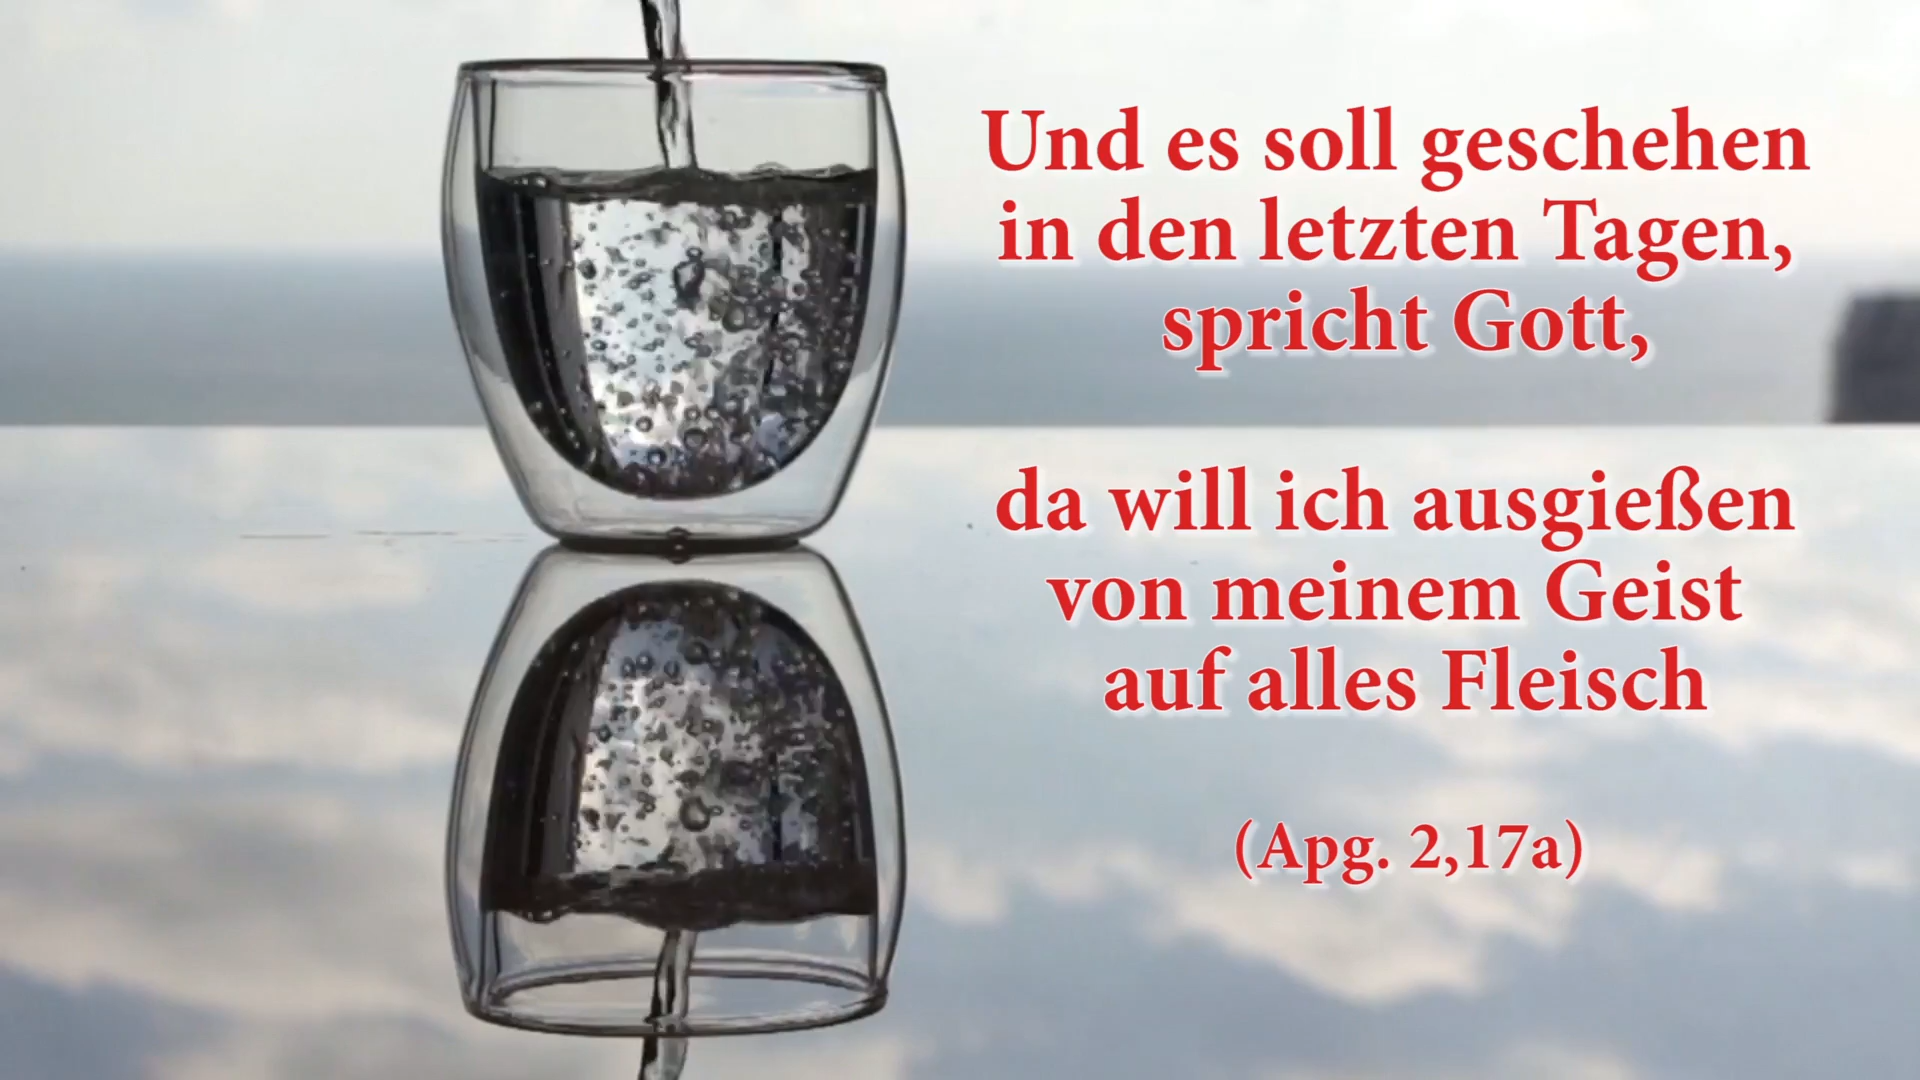 Und es soll geschehen
in den letzten Tagen,
spricht Gott,
da will ich ausgießen
von meinem Geist
auf alles Fleisch
(Apg. 2,17a)